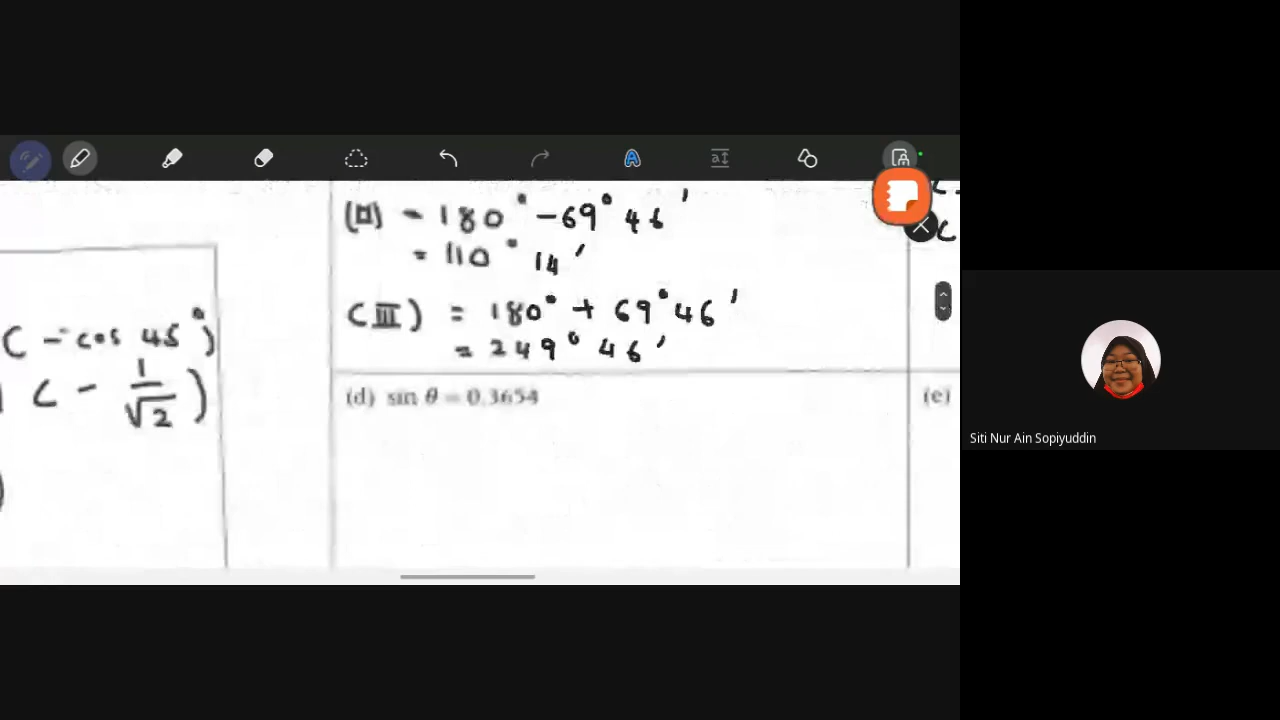 (II) = 180° - 69° 46'
= 110° 14'
(III) = 180° + 69° 46'
= 249° 46'
(- cos 45°)
( - 1/√2 )
(d) sin θ = 0.3654
(e)
Siti Nur Ain Sopiyuddin